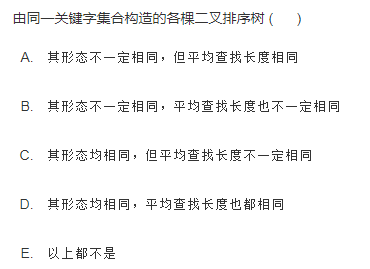 由同一关键字集合构造的各棵二叉排序树 (      )
A. 其形态不一定相同，但平均查找长度相同
B. 其形态不一定相同，平均查找长度也不一定相同
C. 其形态均相同，但平均查找长度不一定相同
D. 其形态均相同，平均查找长度也都相同
E. 以上都不是